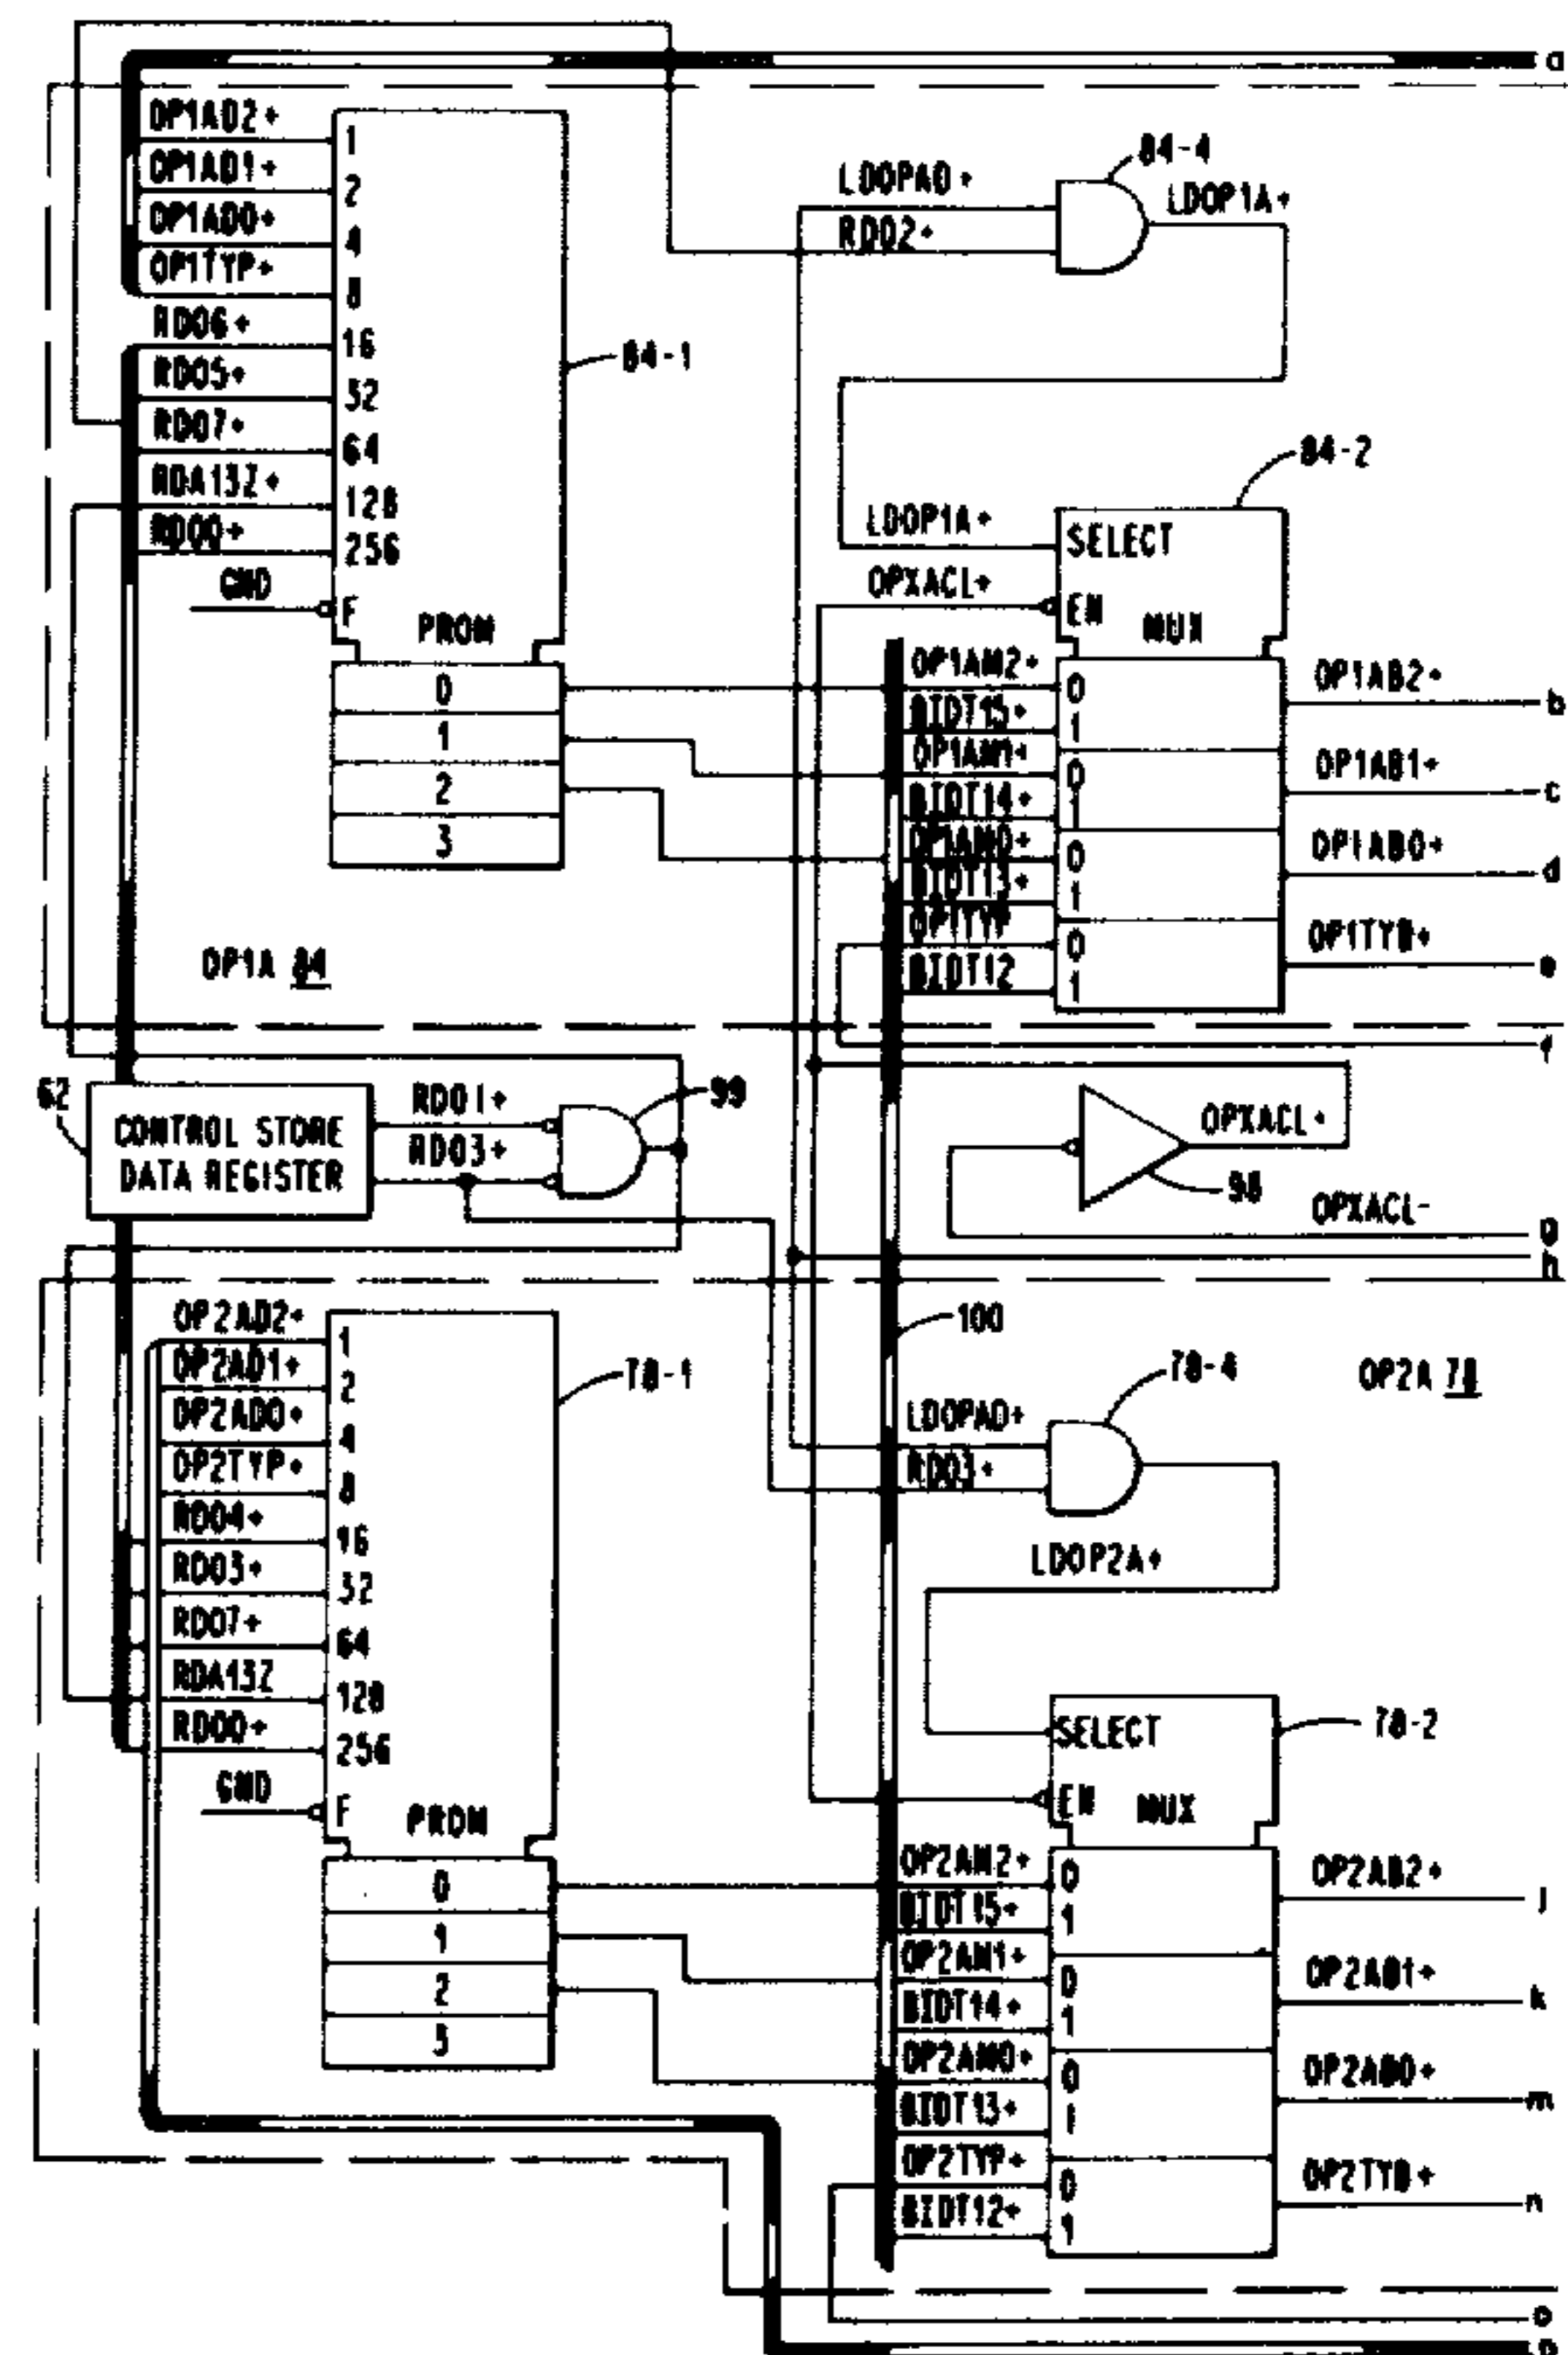 a
OP1AD2+
1
OP1AD1+
2
OP1AD0+
4
OP1TYP+
8
RD06+
16
RD05+
32
RD07+
64
RDA13Z+
128
RD00+
256
GND
F
PROM
0
1
2
3
84-1
LDOPA0+
RD02+
84-4
LDOP1A+
84-2
LDOP1A+
SELECT
OPXACL+
EN
MUX
OP1AM2+
0
BIDT15+
1
OP1AM1+
0
BIDT14+
1
OP1AM0+
0
BIDT13+
1
OP1TYP
0
BIDT12
1
OP1AB2+
b
OP1AB1+
c
OP1AB0+
d
OP1TYB+
e
OP1A 84
f
62
CONTROL STORE
DATA REGISTER
RD01+
RD03+
99
OPXACL+
98
OPXACL-
g
h
OP2AD2+
1
OP2AD1+
2
OP2AD0+
4
OP2TYP+
8
RD04+
16
RD03+
32
RD07+
64
RDA13Z
128
RD00+
256
GND
F
PROM
0
1
2
3
78-1
100
78-4
OP2A 78
LDOPA0+
RD03+
LDOP2A+
SELECT
78-2
EN
MUX
OP2AM2+
0
BIDT15+
1
OP2AM1+
0
BIDT14+
1
OP2AM0+
0
BIDT13+
1
OP2TYP+
0
BIDT12+
1
OP2AB2+
j
OP2AB1+
k
OP2AB0+
m
OP2TYB+
n
o
p